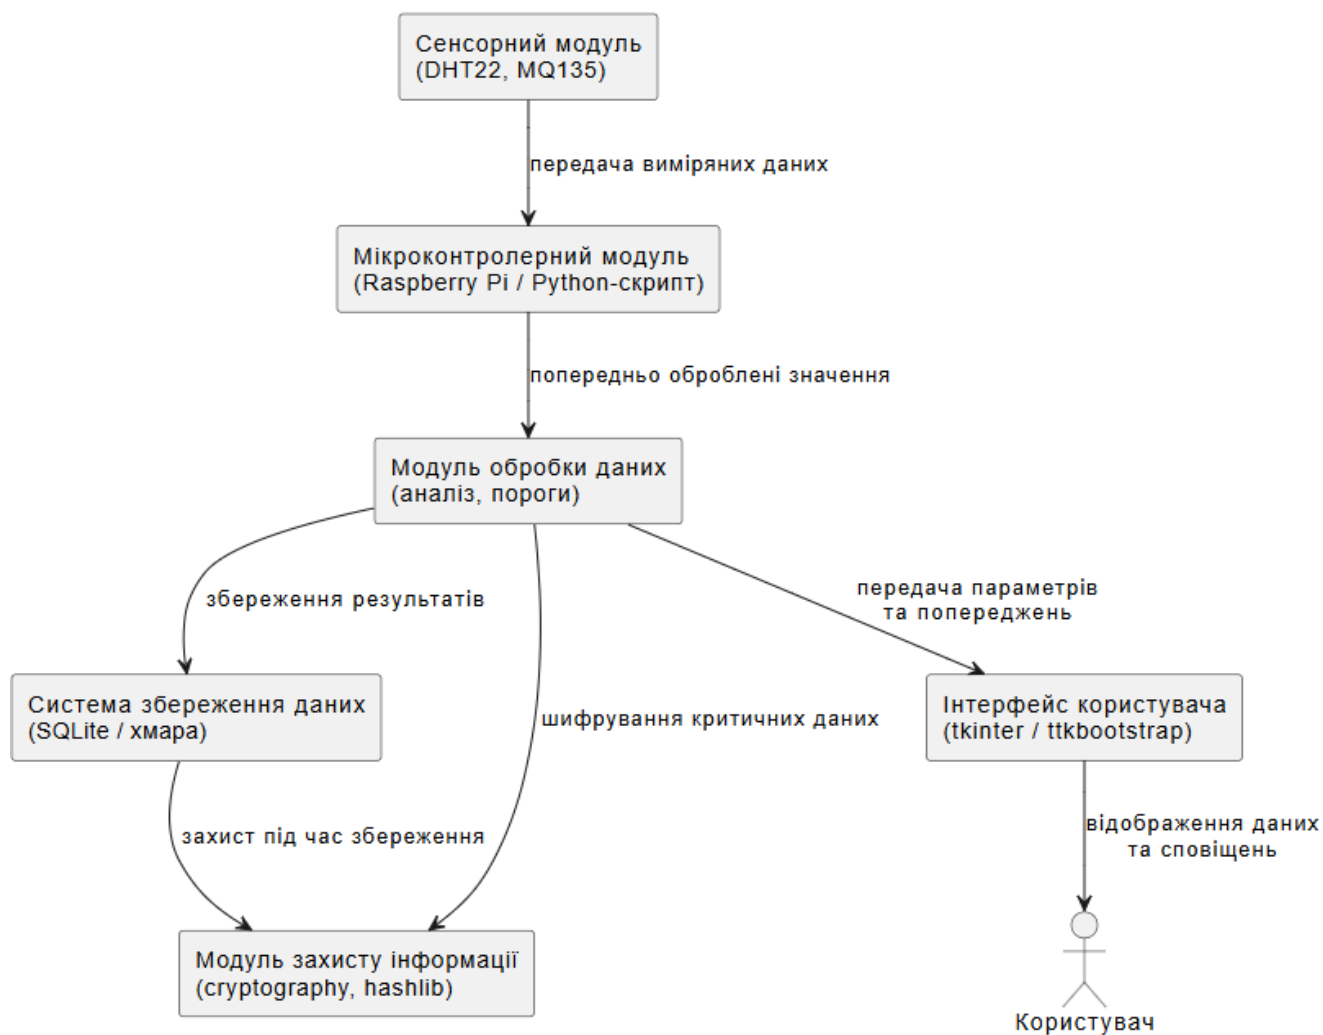 Сенсорний модуль
(DHT22, MQ135)
передача виміряних даних
Мікроконтролерний модуль
(Raspberry Pi / Python-скрипт)
попередньо оброблені значення
Модуль обробки даних
(аналіз, пороги)
збереження результатів
передача параметрів
та попереджень
Система збереження даних
(SQLite / хмара)
шифрування критичних даних
Інтерфейс користувача
(tkinter / ttkbootstrap)
захист під час збереження
відображення даних
та сповіщень
Модуль захисту інформації
(cryptography, hashlib)
Користувач